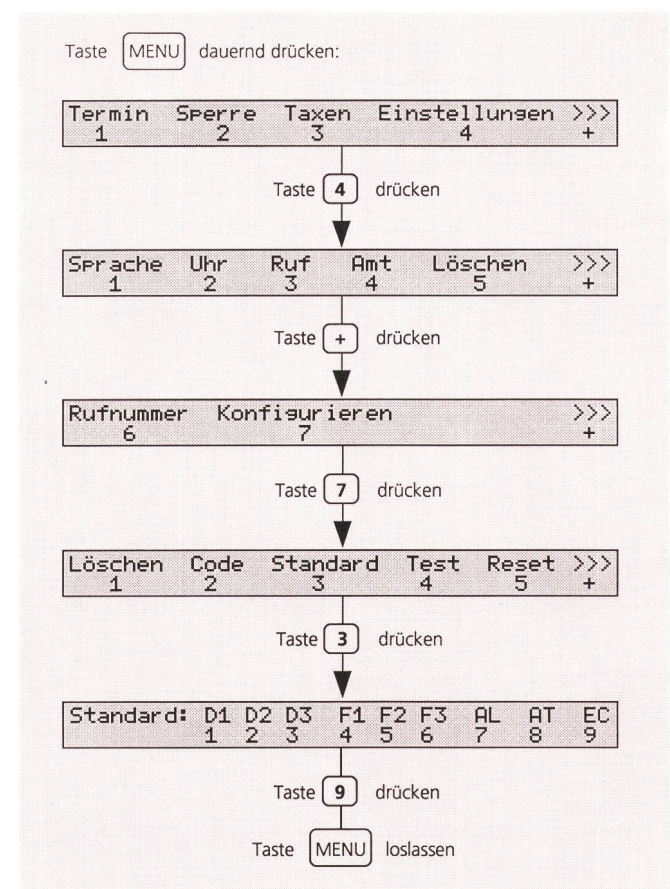 Taste MENU dauernd drücken:
Termin Sperre Taxen Einstellungen >>>
1 2 3 4 +
Taste 4 drücken
Sprache Uhr Ruf Amt Löschen >>>
1 2 3 4 5 +
Taste + drücken
Rufnummer Konfigurieren >>>
6 7 +
Taste 7 drücken
Löschen Code Standard Test Reset >>>
1 2 3 4 5 +
Taste 3 drücken
Standard: D1 D2 D3 F1 F2 F3 AL AT EC
1 2 3 4 5 6 7 8 9
Taste 9 drücken
Taste MENU loslassen